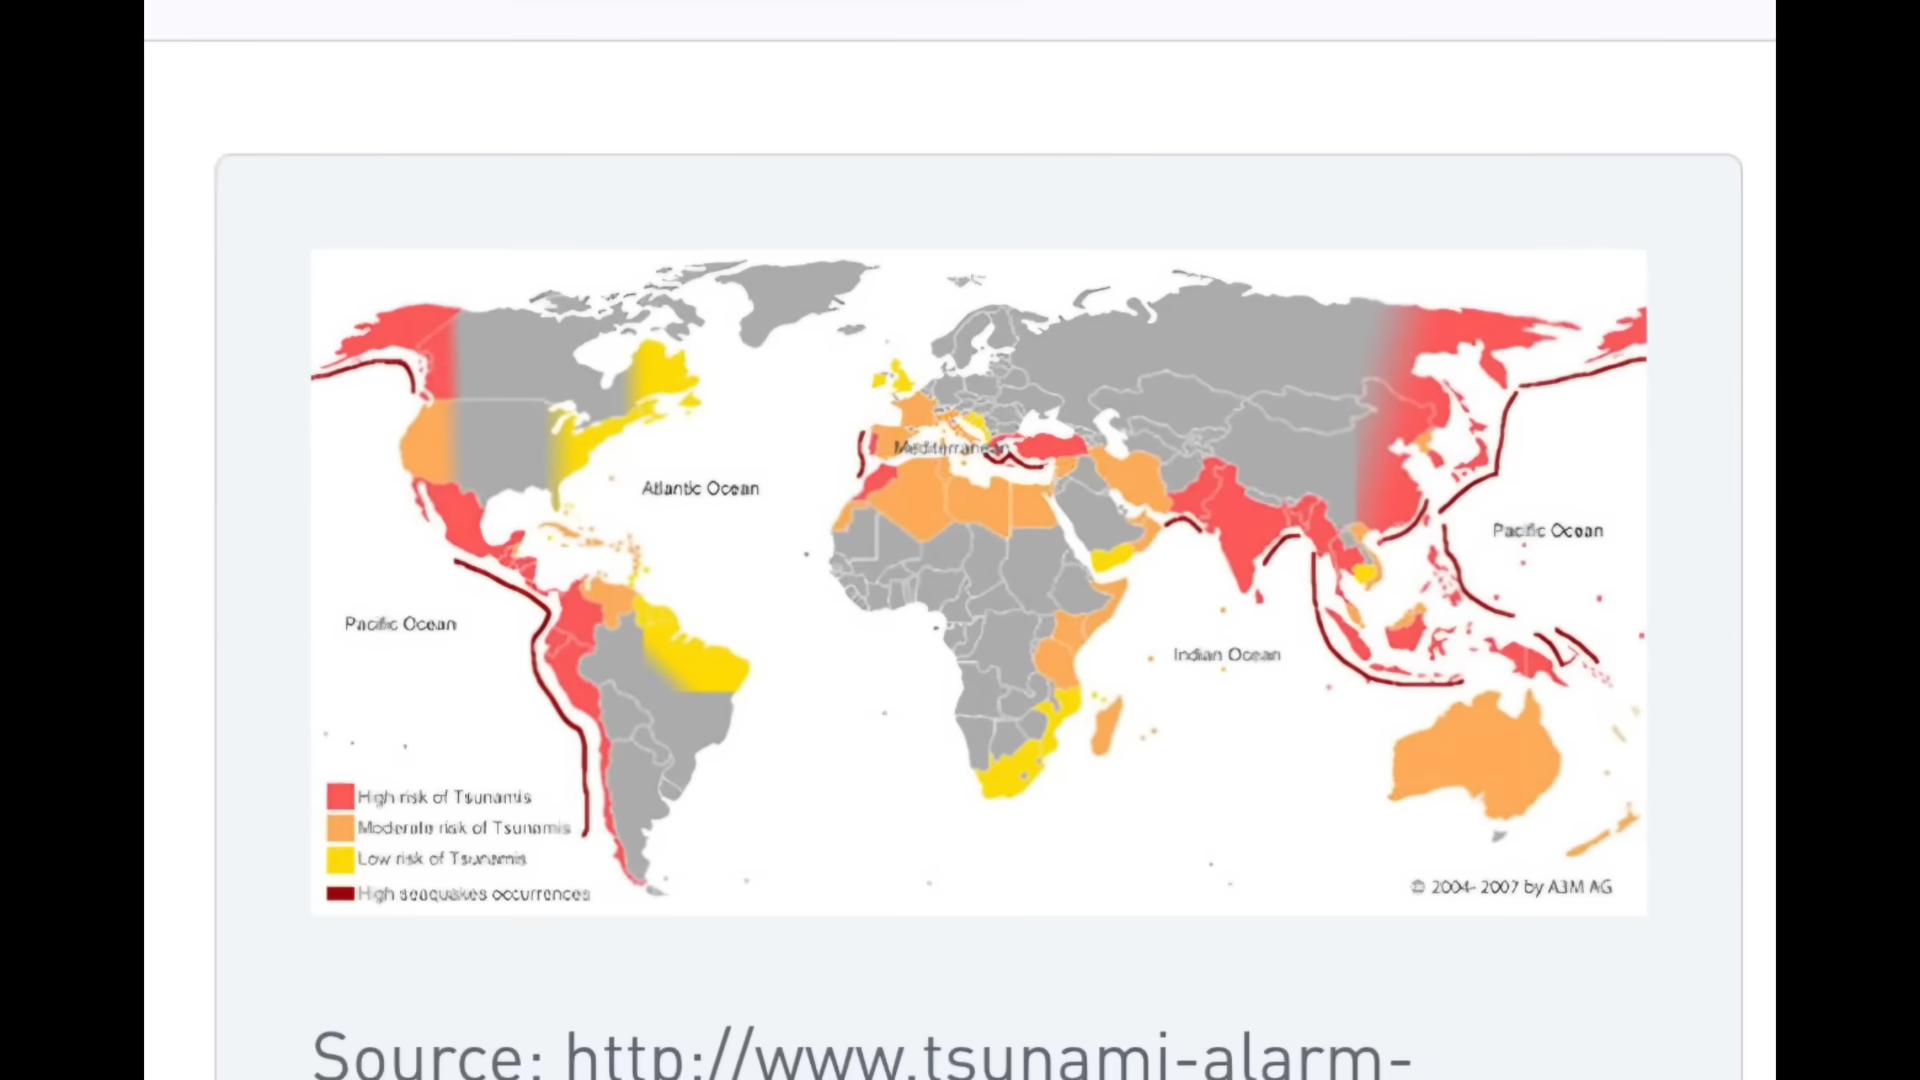 Mediterranean
Atlantic Ocean
Pacific Ocean
Pacific Ocean
Indian Ocean
High risk of Tsunamis
Moderate risk of Tsunamis
Low risk of Tsunamis
High seaquakes occurrences
© 2004-2007 by A3M AG
Source: http://www.tsunami-alarm-